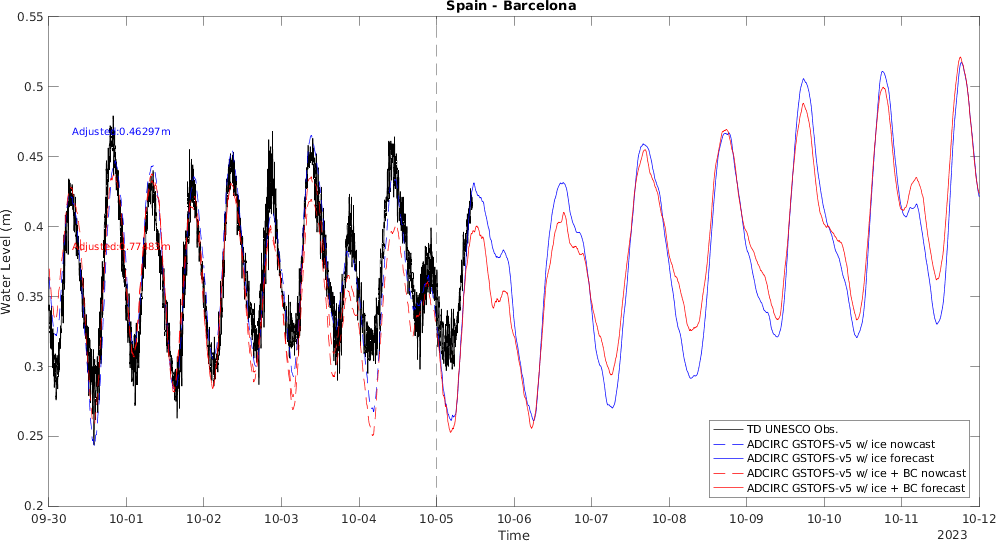 Spain - Barcelona
0.55
0.5
0.45
0.4
0.35
0.3
0.25
0.2
Water Level (m)
Adjusted:0.46297m
TD UNESCO Obs.
ADCIRC GSTOFS-v5 w/ ice nowcast
ADCIRC GSTOFS-v5 w/ ice forecast
ADCIRC GSTOFS-v5 w/ ice + BC nowcast
ADCIRC GSTOFS-v5 w/ ice + BC forecast
09-30 10-01 10-02 10-03 10-04 10-05 10-06 10-07 10-08 10-09 10-10 10-11 10-12
Time
2023